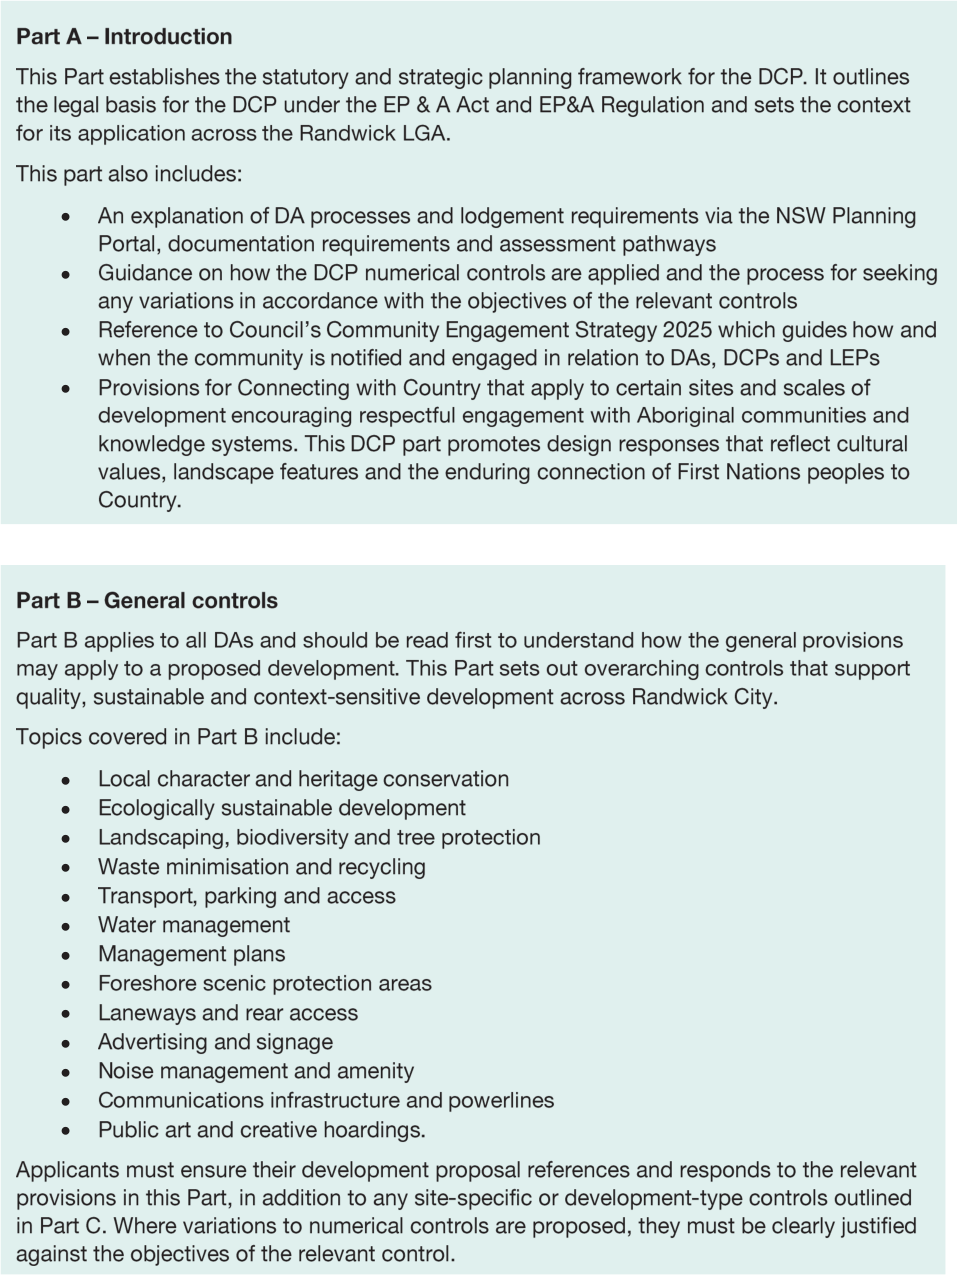 Part A – Introduction
This Part establishes the statutory and strategic planning framework for the DCP. It outlines
the legal basis for the DCP under the EP & A Act and EP&A Regulation and sets the context
for its application across the Randwick LGA.
This part also includes:
• An explanation of DA processes and lodgement requirements via the NSW Planning
Portal, documentation requirements and assessment pathways
• Guidance on how the DCP numerical controls are applied and the process for seeking
any variations in accordance with the objectives of the relevant controls
• Reference to Council’s Community Engagement Strategy 2025 which guides how and
when the community is notified and engaged in relation to DAs, DCPs and LEPs
• Provisions for Connecting with Country that apply to certain sites and scales of
development encouraging respectful engagement with Aboriginal communities and
knowledge systems. This DCP part promotes design responses that reflect cultural
values, landscape features and the enduring connection of First Nations peoples to
Country.
Part B – General controls
Part B applies to all DAs and should be read first to understand how the general provisions
may apply to a proposed development. This Part sets out overarching controls that support
quality, sustainable and context-sensitive development across Randwick City.
Topics covered in Part B include:
• Local character and heritage conservation
• Ecologically sustainable development
• Landscaping, biodiversity and tree protection
• Waste minimisation and recycling
• Transport, parking and access
• Water management
• Management plans
• Foreshore scenic protection areas
• Laneways and rear access
• Advertising and signage
• Noise management and amenity
• Communications infrastructure and powerlines
• Public art and creative hoardings.
Applicants must ensure their development proposal references and responds to the relevant
provisions in this Part, in addition to any site-specific or development-type controls outlined
in Part C. Where variations to numerical controls are proposed, they must be clearly justified
against the objectives of the relevant control.